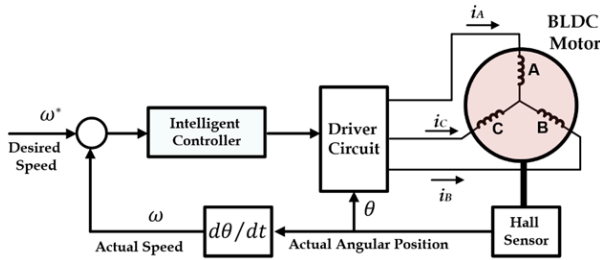 i_A
BLDC
Motor
A
ω*
Desired
Speed
Intelligent
Controller
Driver
Circuit
i_C
C
B
i_B
ω
Actual Speed
dθ/dt
θ
Actual Angular Position
Hall
Sensor